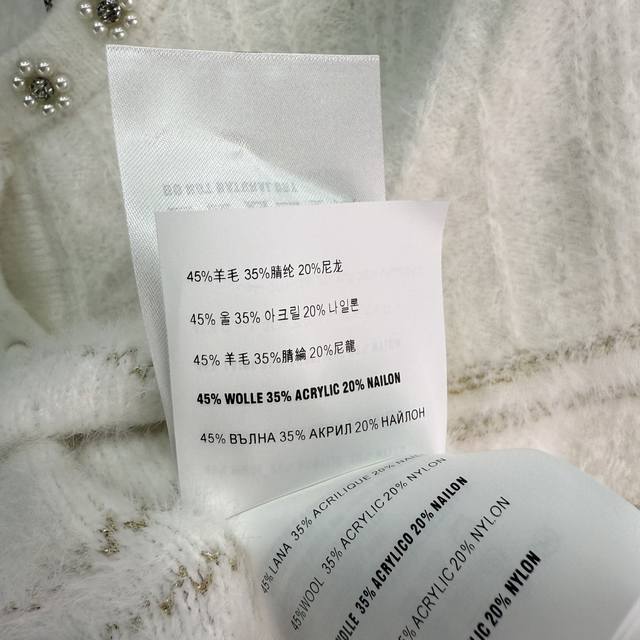 45%羊毛 35%腈纶 20%尼龙
45% 울 35% 아크릴 20% 나일론
45% 羊毛 35%腈綸 20%尼龍
45% WOLLE 35% ACRYLIC 20% NAILON
45% ВЪЛНА 35% АКРИЛ 20% НАЙЛОН
45% LANA 35% ACRILIQUE 20% NAIL
45%WOOL 35% ACRYLIC 20% NYLON
WOLLE 35% ACRYLICO 20% NAILON
% ACRYLIC 20% NYLON
20% NYLON